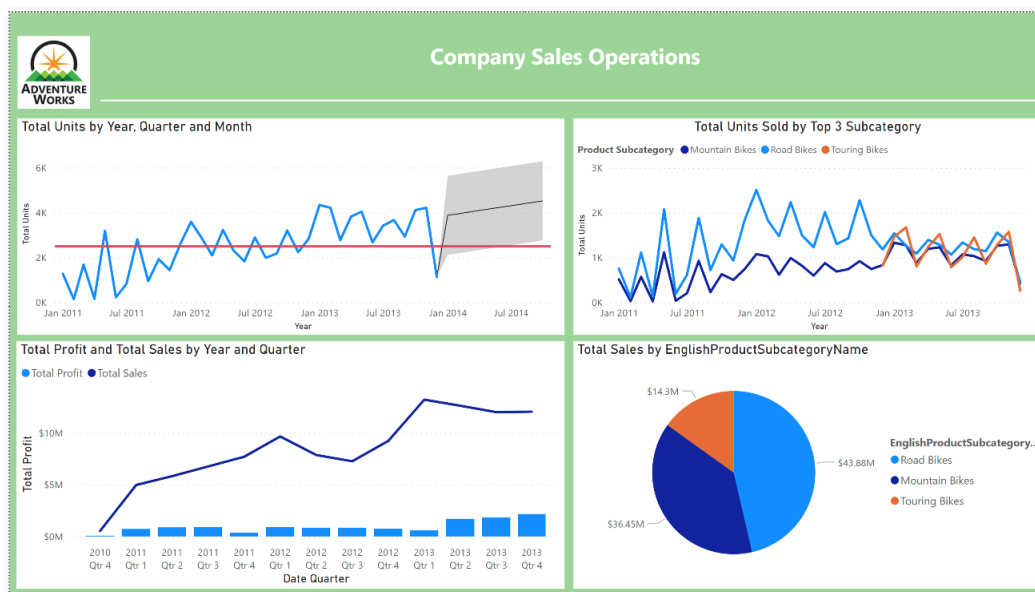 Company Sales Operations
ADVENTURE
WORKS
Total Units by Year, Quarter and Month
6K
4K
2K
0K
Total Units
Jan 2011 Jul 2011 Jan 2012 Jul 2012 Jan 2013 Jul 2013 Jan 2014 Jul 2014
Year
Total Units Sold by Top 3 Subcategory
Product Subcategory Mountain Bikes Road Bikes Touring Bikes
3K
2K
1K
0K
Total Units
Jan 2011 Jul 2011 Jan 2012 Jul 2012 Jan 2013 Jul 2013
Year
Total Profit and Total Sales by Year and Quarter
Total Profit Total Sales
$10M
$5M
$0M
Total Profit
2010 2011 2011 2011 2011 2012 2012 2012 2012 2013 2013 2013 2013
Qtr 4 Qtr 1 Qtr 2 Qtr 3 Qtr 4 Qtr 1 Qtr 2 Qtr 3 Qtr 4 Qtr 1 Qtr 2 Qtr 3 Qtr 4
Date Quarter
Total Sales by EnglishProductSubcategoryName
$14.3M
$43.88M
$36.45M
EnglishProductSubcategory...
Road Bikes
Mountain Bikes
Touring Bikes